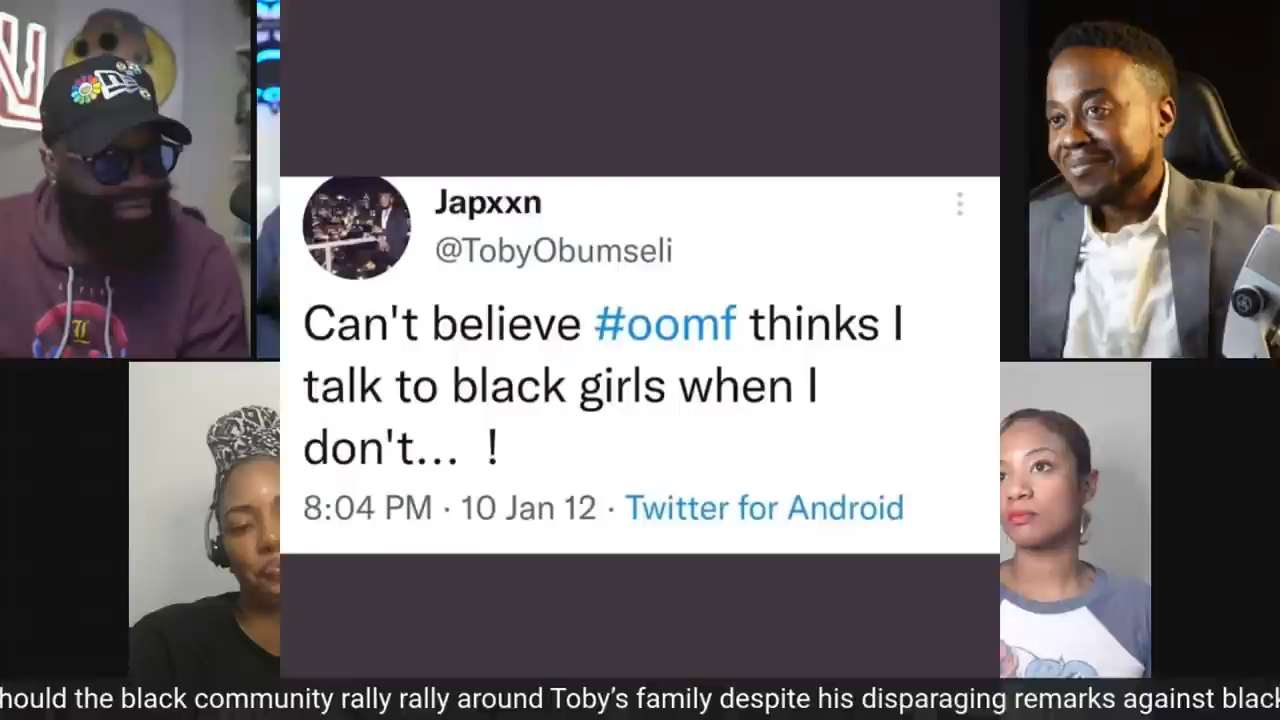 Japxxn
@TobyObumseli
Can't believe #oomf thinks I
talk to black girls when I
don't... !
8:04 PM · 10 Jan 12 · Twitter for Android
hould the black community rally rally around Toby's family despite his disparaging remarks against black